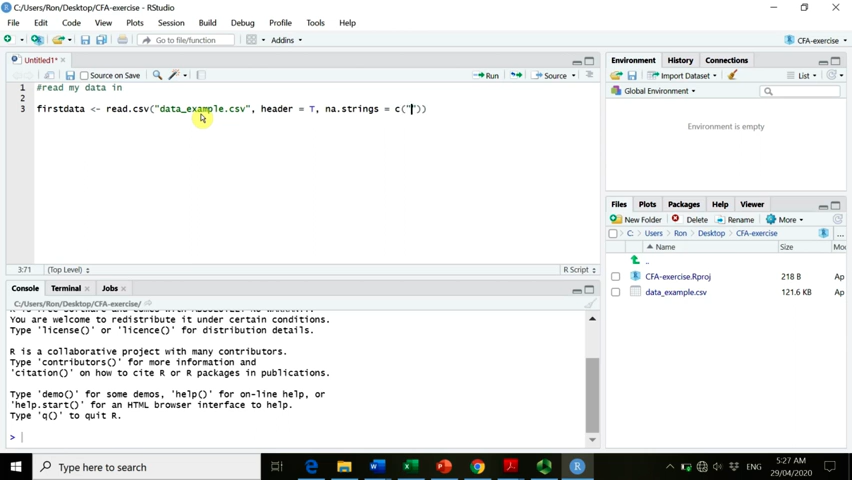 C:/Users/Ron/Desktop/CFA-exercise - RStudio
File Edit Code View Plots Session Build Debug Profile Tools Help
Go to file/function Addins CFA-exercise
Untitled1*
Source on Save Run Source
1 #read my data in
2
3 firstdata <- read.csv("data_example.csv", header = T, na.strings = c(""))
3:71 (Top Level) R Script
Console Terminal Jobs
C:/Users/Ron/Desktop/CFA-exercise/
You are welcome to redistribute it under certain conditions.
Type 'license()' or 'licence()' for distribution details.
R is a collaborative project with many contributors.
Type 'contributors()' for more information and
'citation()' on how to cite R or R packages in publications.
Type 'demo()' for some demos, 'help()' for on-line help, or
'help.start()' for an HTML browser interface to help.
Type 'q()' to quit R.
>
Environment History Connections
Import Dataset List
Global Environment
Environment is empty
Files Plots Packages Help Viewer
New Folder Delete Rename More
C: Users Ron Desktop CFA-exercise ...
Name Size Mo
..
CFA-exercise.Rproj 218 B Ap
data_example.csv 121.6 KB Ap
Type here to search
ENG 5:27 AM
29/04/2020